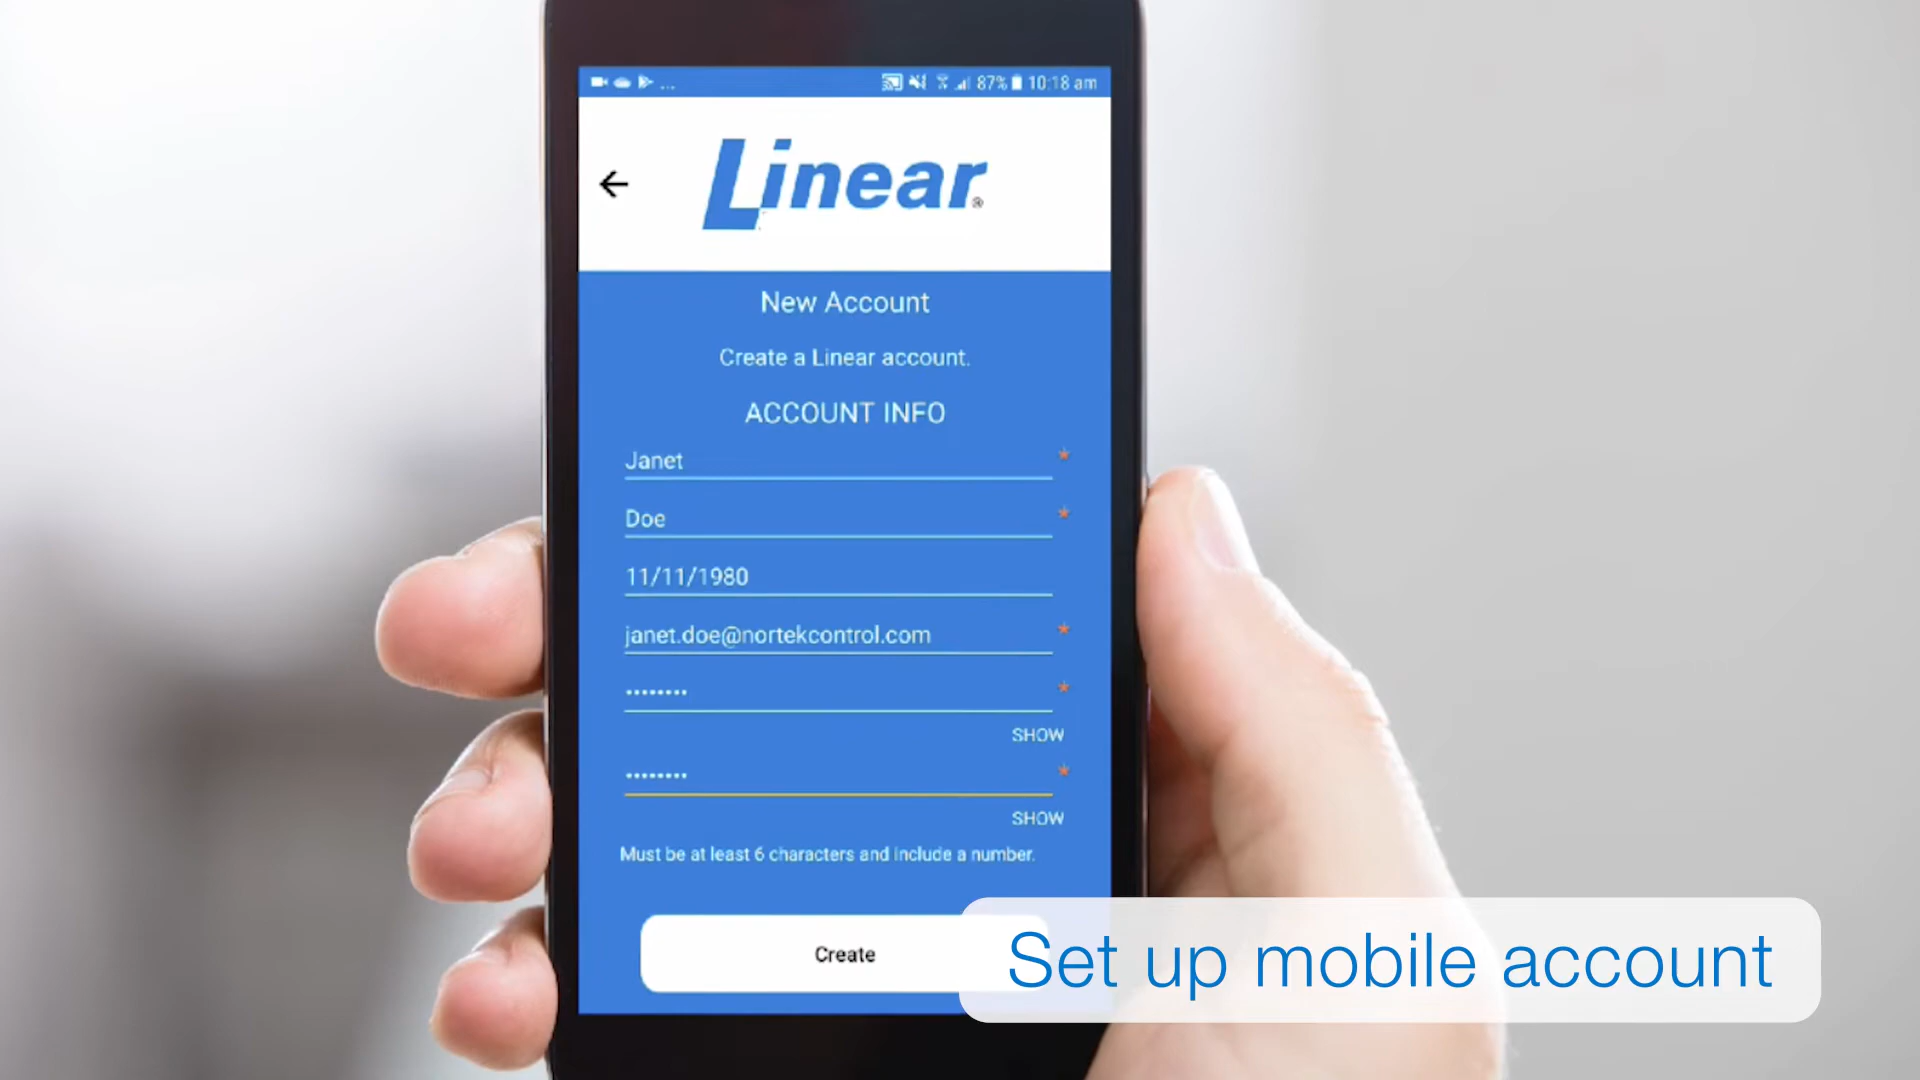 ... 87% 10:18 am
Linear®
New Account
Create a Linear account.
ACCOUNT INFO
Janet *
Doe *
11/11/1980
janet.doe@nortekcontrol.com *
•••••••• *
SHOW
•••••••• *
SHOW
Must be at least 6 characters and include a number.
Create
Set up mobile account